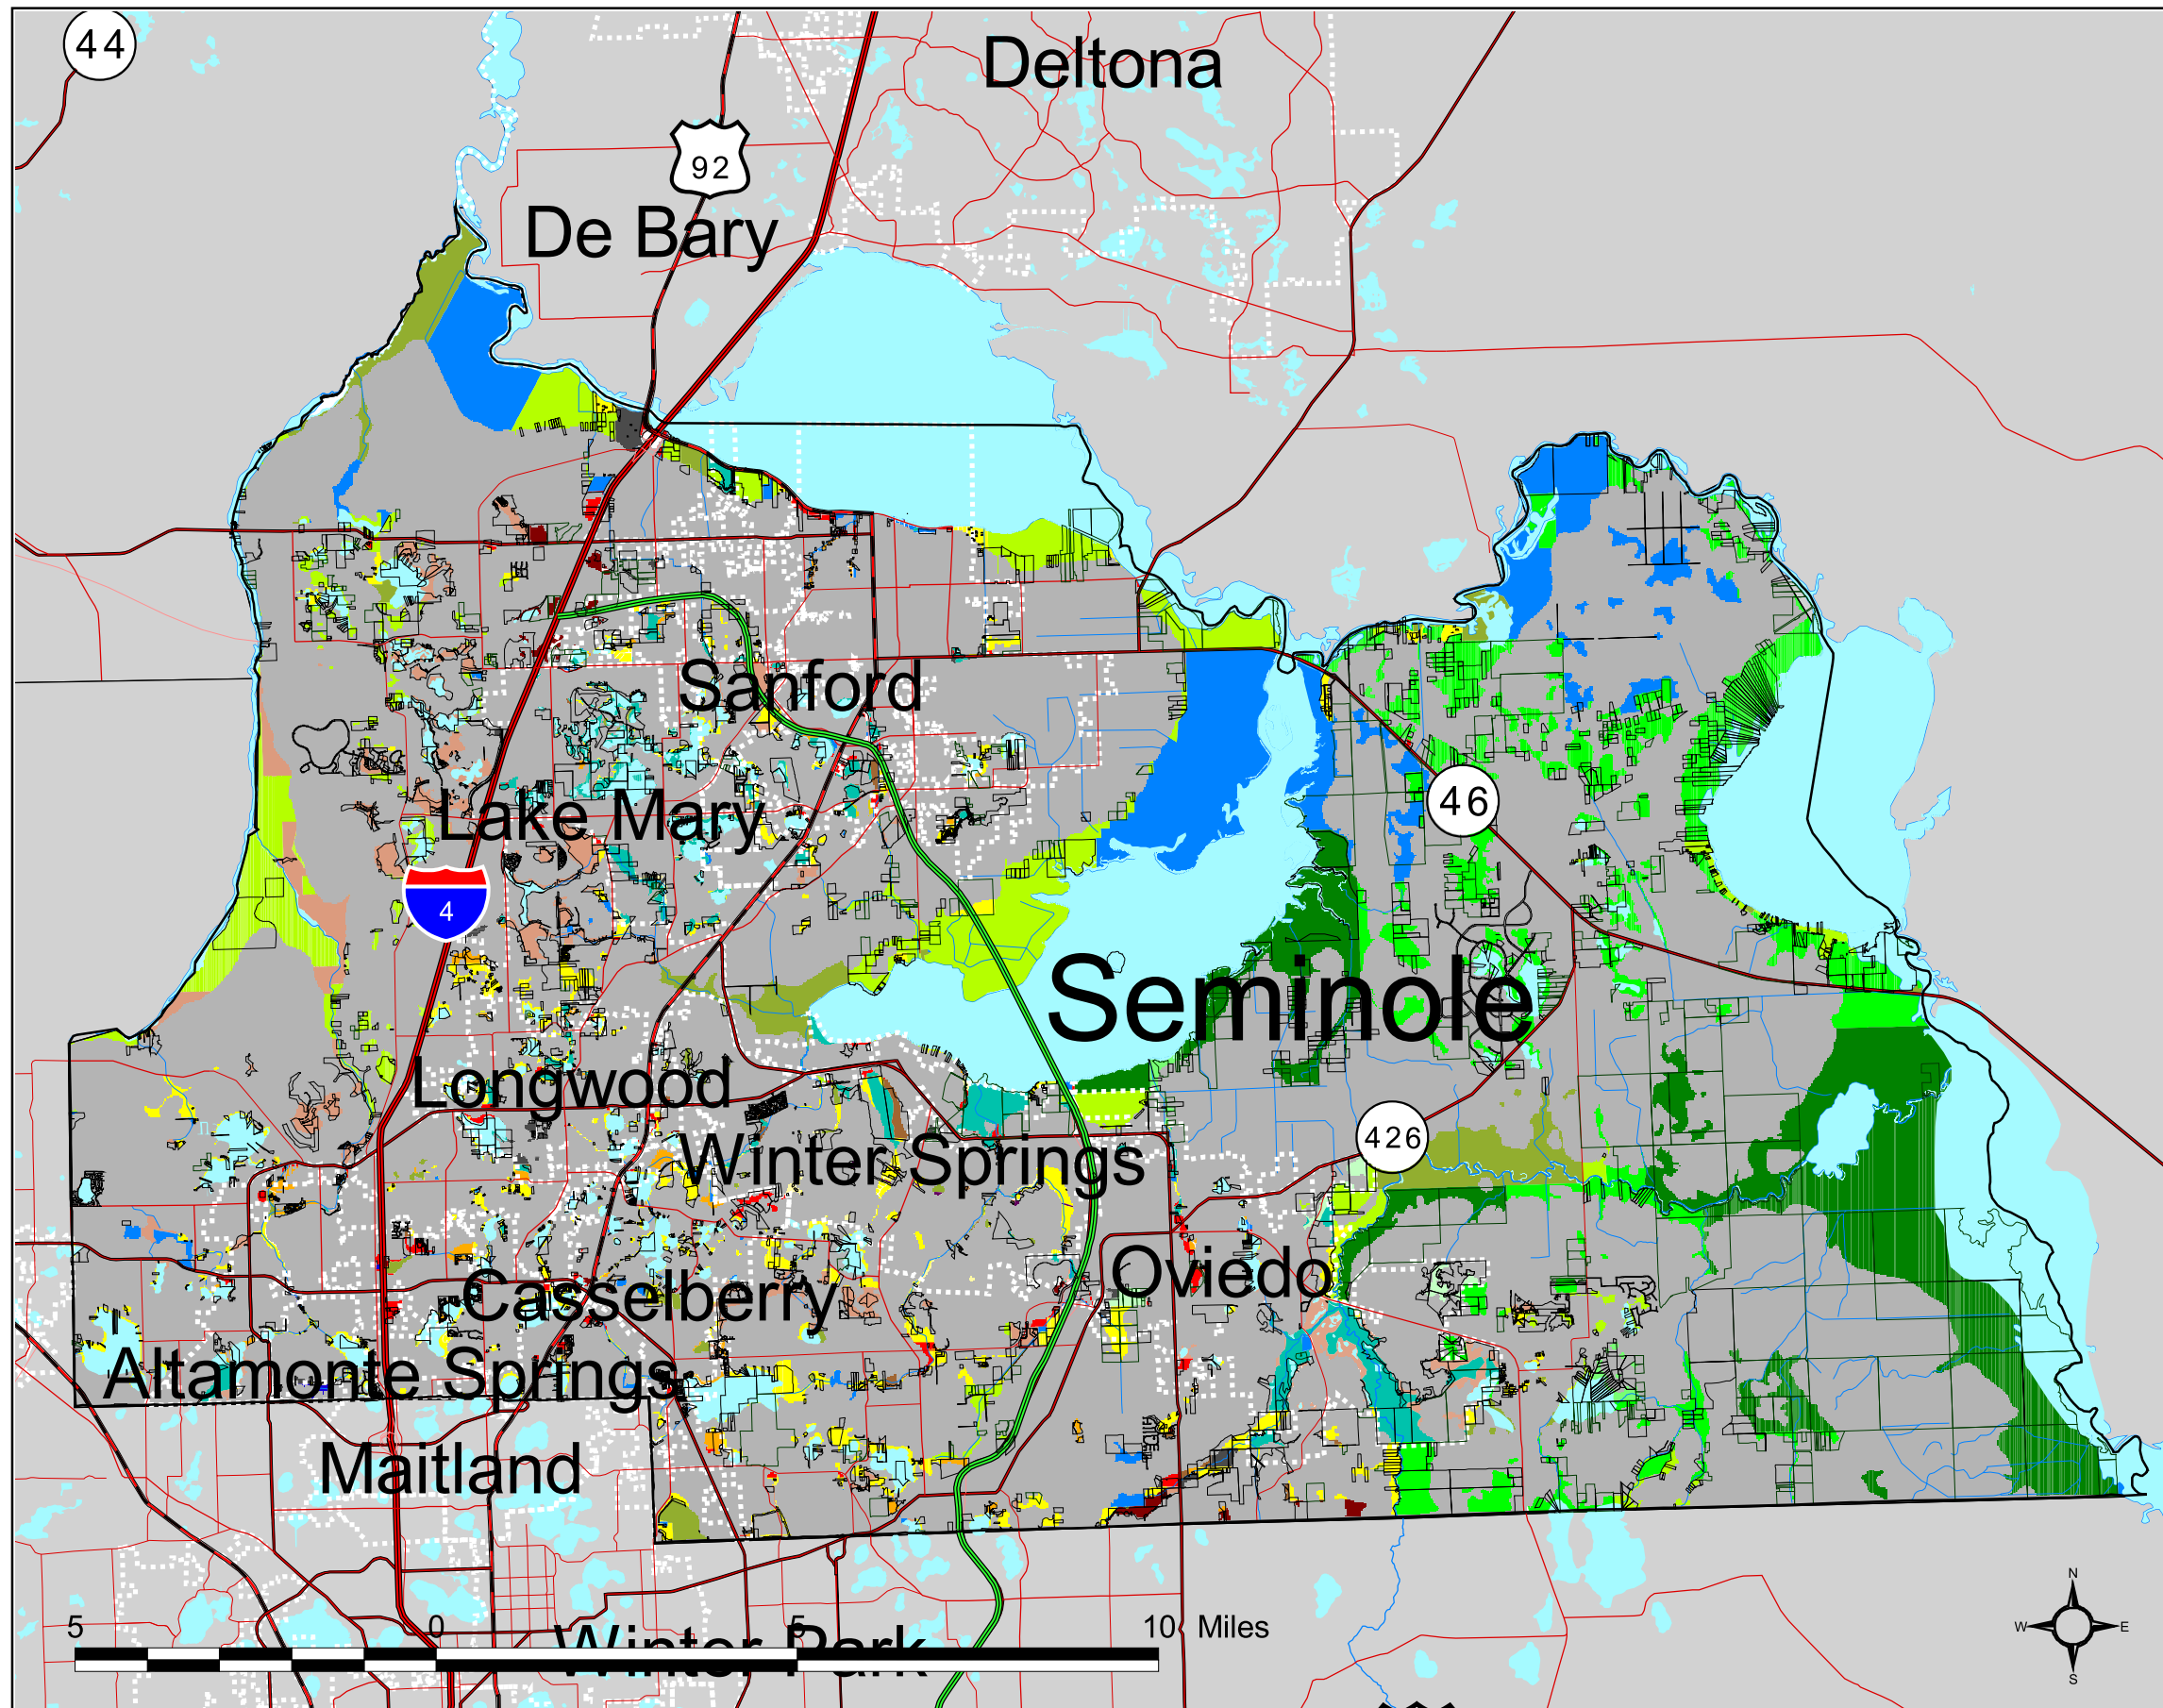 44
Deltona
92
De Bary
Sanford
46
Lake Mary
4
Seminole
Longwood
426
Winter Springs
Oviedo
Casselberry
Altamonte Springs
Maitland
N
W E
S
5 0 5 10 Miles
Winter Park